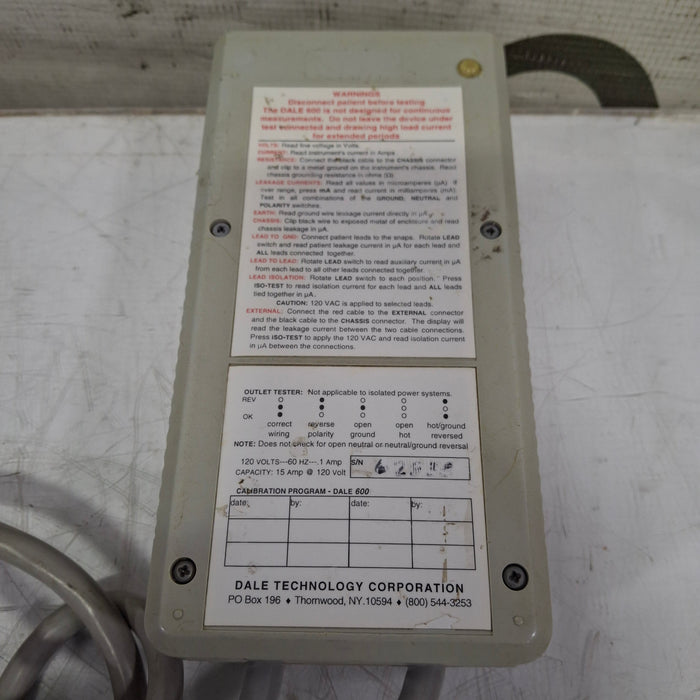 WARNINGS
Disconnect patient before testing
The DALE 600 is not designed for continuous
measurements. Do not leave the device under
test connected and drawing high load current
for extended periods
VOLTS: Read line voltage in Volts.
CURRENT: Read instrument's current in Amps
RESISTANCE: Connect the black cable to the CHASSIS connector
and clip to a metal ground on the instrument's chassis. Read
chassis grounding resistance in ohms (Ω)
LEAKAGE CURRENTS: Read all values in microamperes (µA). If
over range, press mA and read current in milliamperes (mA).
Test in all combinations of the GROUND, NEUTRAL and
POLARITY switches.
EARTH: Read ground wire leakage current directly in µA.
CHASSIS: Clip black wire to exposed metal of enclosure and read
chassis leakage in µA.
LEAD TO GND: Connect patient leads to the snaps. Rotate LEAD
switch and read patient leakage current in µA for each lead and
ALL leads connected together.
LEAD TO LEAD: Rotate LEAD switch to read auxiliary current in µA
from each lead to all other leads connected together.
LEAD ISOLATION: Rotate LEAD switch to each position. Press
ISO-TEST to read isolation current for each lead and ALL leads
tied together in µA.
CAUTION: 120 VAC is applied to selected leads.
EXTERNAL: Connect the red cable to the EXTERNAL connector
and the black cable to the CHASSIS connector. The display will
read the leakage current between the two cable connections.
Press ISO-TEST to apply the 120 VAC and read isolation current
in µA between the connections.
OUTLET TESTER: Not applicable to isolated power systems.
REV
OK
correct reverse open open hot/ground
wiring polarity ground hot reversed
NOTE: Does not check for open neutral or neutral/ground reversal
120 VOLTS---60 HZ---.1 Amp S/N
CAPACITY: 15 Amp @ 120 Volt
CALIBRATION PROGRAM - DALE 600
date: by: date: by:
DALE TECHNOLOGY CORPORATION
PO Box 196 ♦ Thornwood, NY.10594 ♦ (800) 544-3253